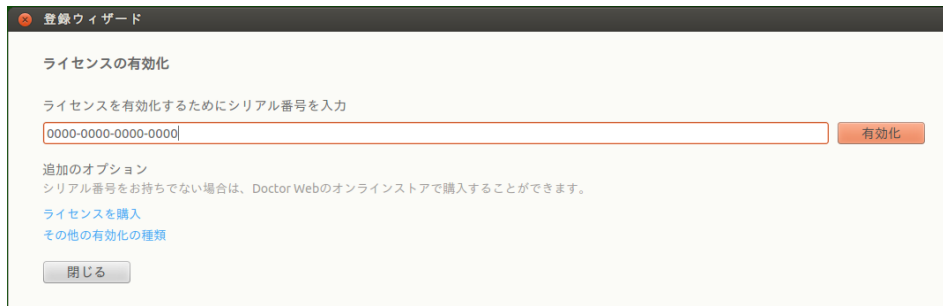 登録ウィザード
ライセンスの有効化
ライセンスを有効化するためにシリアル番号を入力
0000-0000-0000-0000
有効化
追加のオプション
シリアル番号をお持ちでない場合は、Doctor Webのオンラインストアで購入することができます。
ライセンスを購入
その他の有効化の種類
閉じる